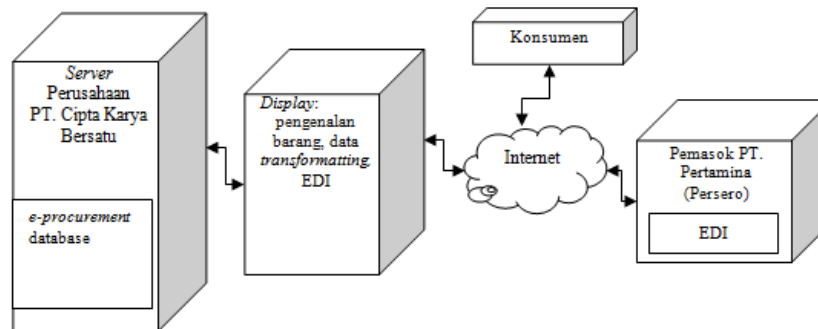 Server
Perusahaan
PT. Cipta Karya
Bersatu
e-procurement
database
Display:
pengenalan
barang, data
transformatting,
EDI
Konsumen
Internet
Pemasok PT.
Pertamina
(Persero)
EDI